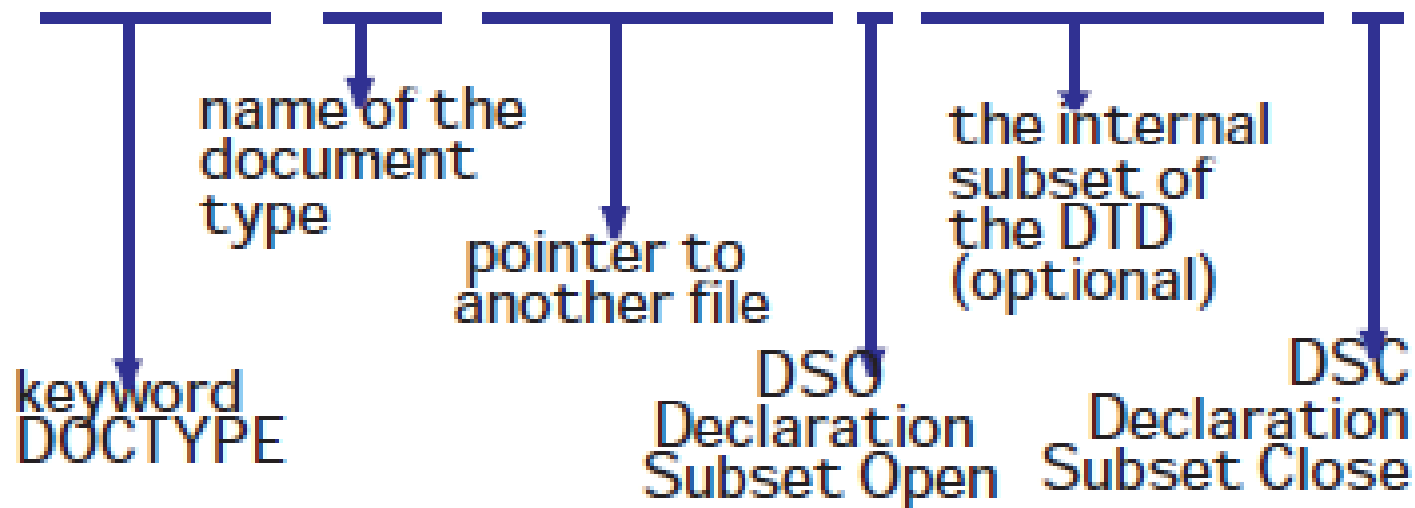 name of the
document
type
the internal
subset of
the DTD
(optional)
pointer to
another file
keyword
DOCTYPE
DSO
Declaration
Subset Open
DSC
Declaration
Subset Close